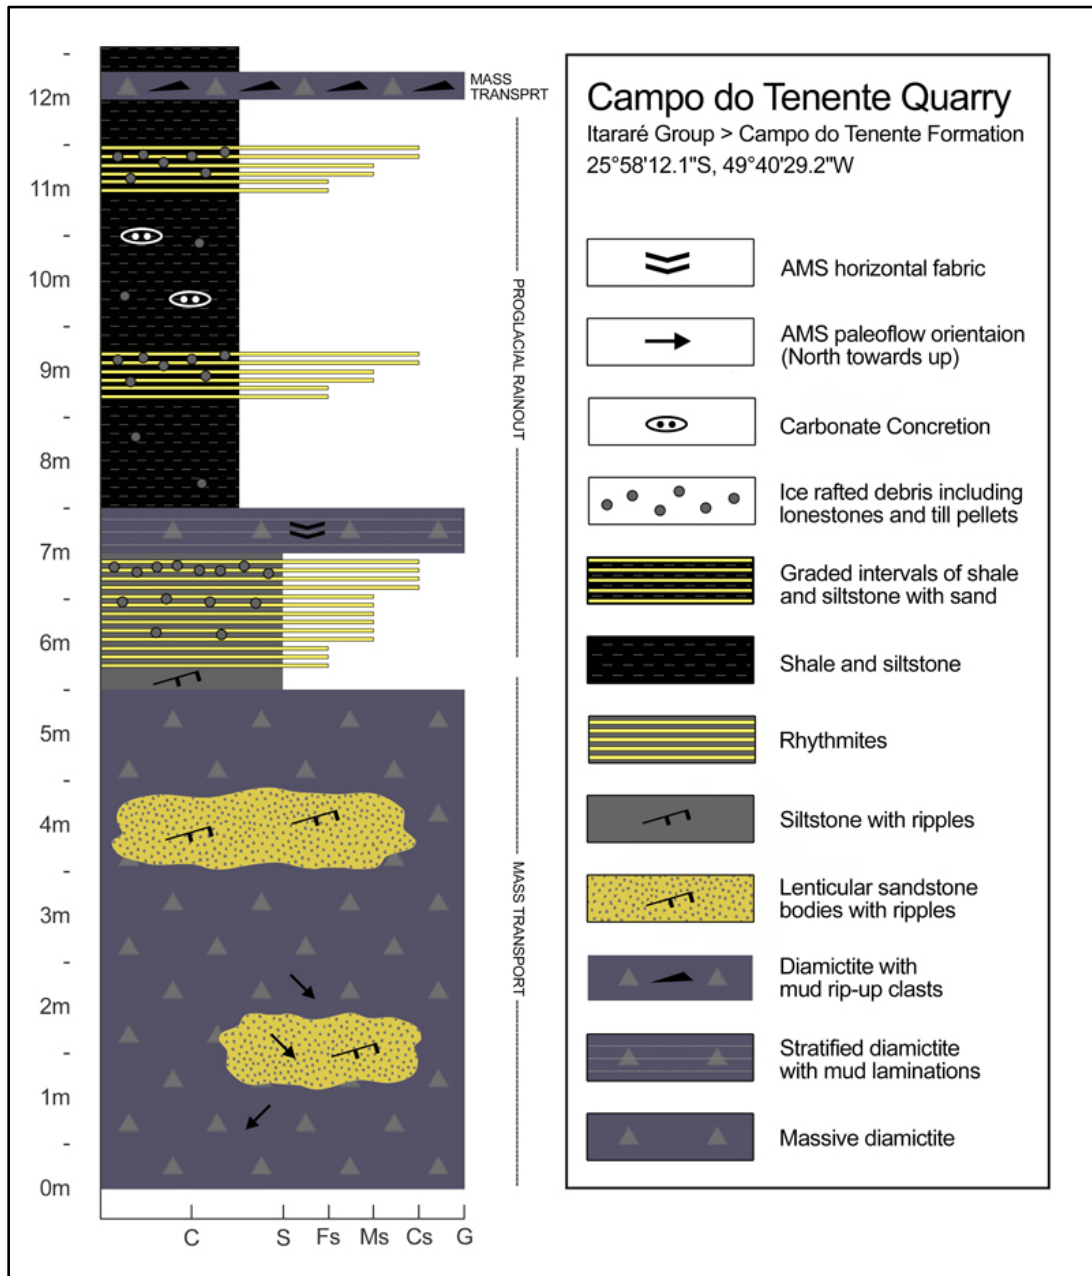 -
12m
-
11m
-
10m
-
9m
-
8m
-
7m
-
6m
-
5m
-
4m
-
3m
-
2m
-
1m
-
0m
C S Fs Ms Cs G
MASS
TRANSPRT
PROGLACIAL RAINOUT
MASS TRANSPORT
Campo do Tenente Quarry
Itararé Group > Campo do Tenente Formation
25°58'12.1"S, 49°40'29.2"W
AMS horizontal fabric
AMS paleoflow orientaion
(North towards up)
Carbonate Concretion
Ice rafted debris including
lonestones and till pellets
Graded intervals of shale
and siltstone with sand
Shale and siltstone
Rhythmites
Siltstone with ripples
Lenticular sandstone
bodies with ripples
Diamictite with
mud rip-up clasts
Stratified diamictite
with mud laminations
Massive diamictite